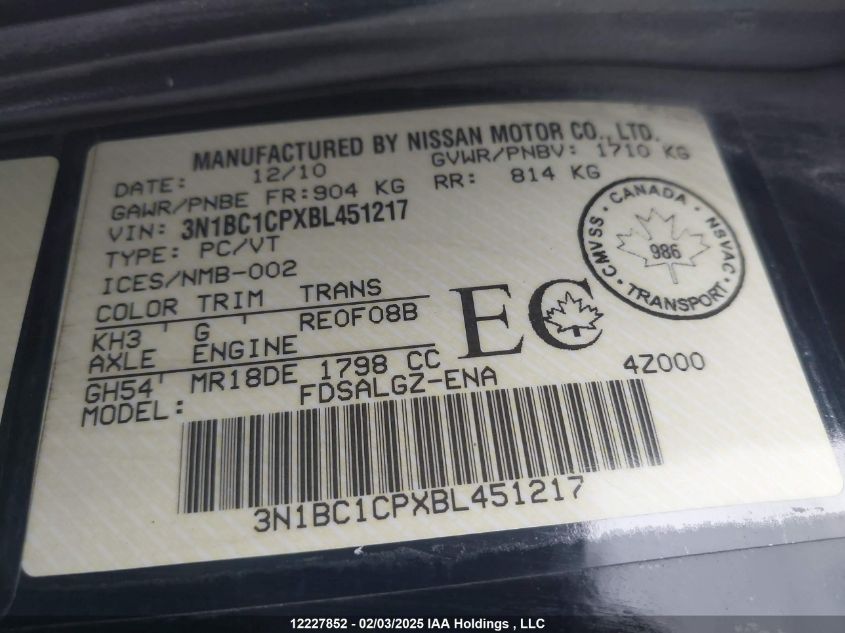 MANUFACTURED BY NISSAN MOTOR CO., LTD.
DATE: 12/10 GVWR/PNBV: 1710 KG
GAWR/PNBE FR:904 KG RR: 814 KG
VIN: 3N1BC1CPXBL451217
TYPE: PC/VT
ICES/NMB-002
CANADA NSVAC TRANSPORT CMVSS
986
COLOR TRIM TRANS
KH3 ' G ' RE0F08B
EC
AXLE ENGINE
GH54' MR18DE 1798 CC
MODEL: FDSALGZ-ENA 4Z000
3N1BC1CPXBL451217
12227852 - 02/03/2025 IAA Holdings , LLC